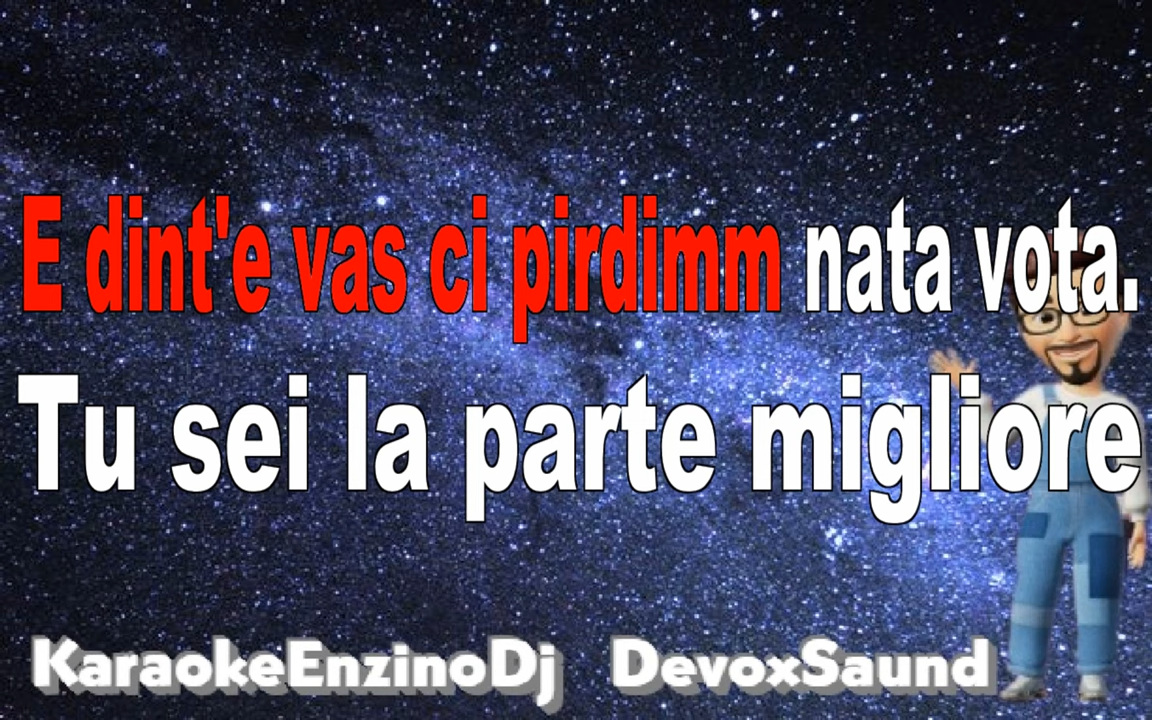 E dint'e vas ci pirdimm nata vota.
Tu sei la parte migliore
KaraokeEnzinoDj DevoxSaund